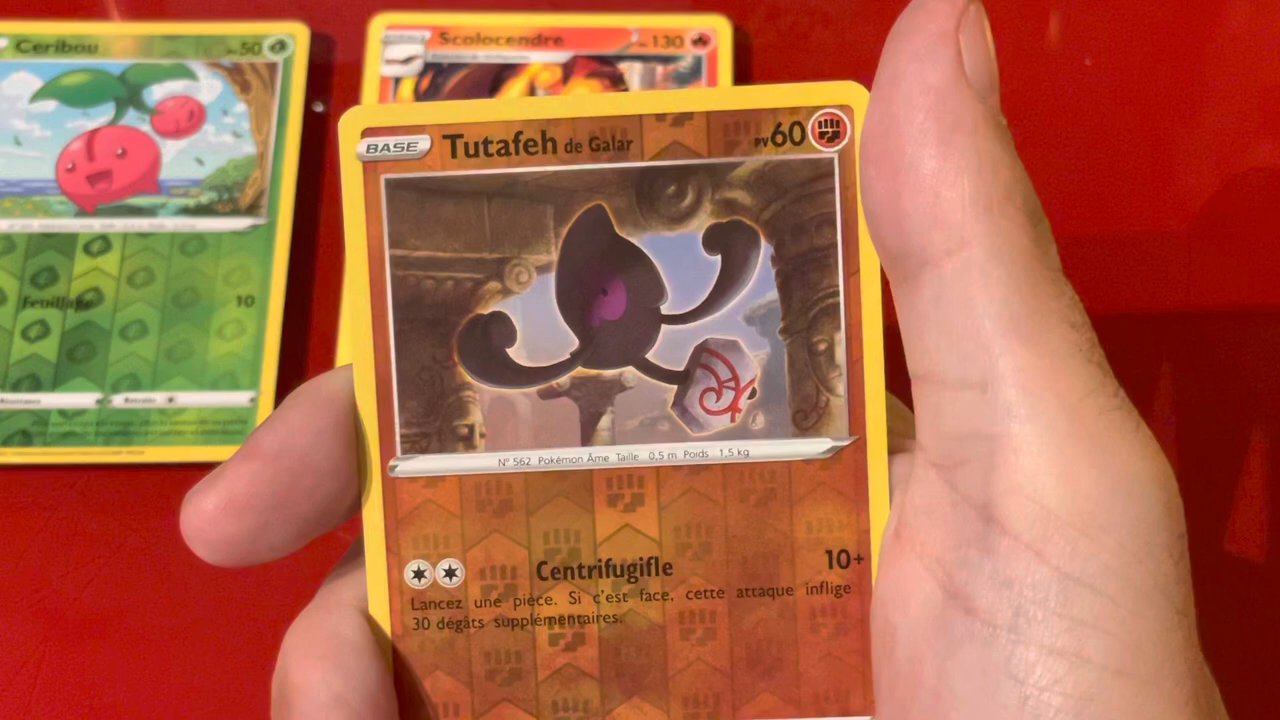 Ceribou
50
Feuillage 10
Scolocendre
130
BASE Tutafeh de Galar PV60
N° 562 Pokémon Âme Taille 0,5 m Poids 1,5 kg
Centrifugifle 10+
Lancez une pièce. Si c'est face, cette attaque inflige
30 dégâts supplémentaires.